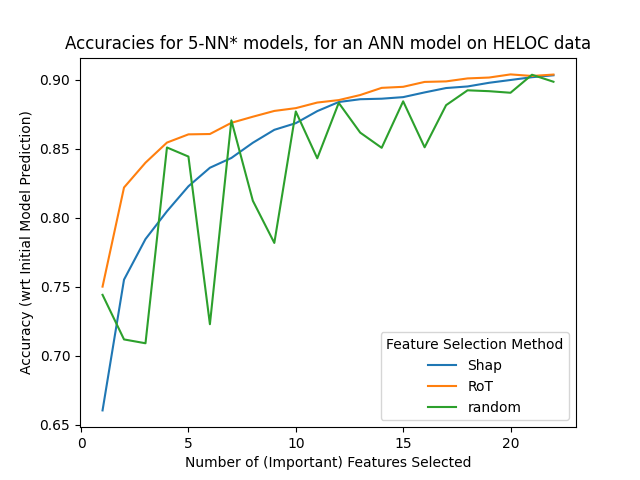 Accuracies for 5-NN* models, for an ANN model on HELOC data
Accuracy (wrt Initial Model Prediction)
0.90
0.85
0.80
0.75
0.70
0.65
Feature Selection Method
Shap
RoT
random
0 5 10 15 20
Number of (Important) Features Selected